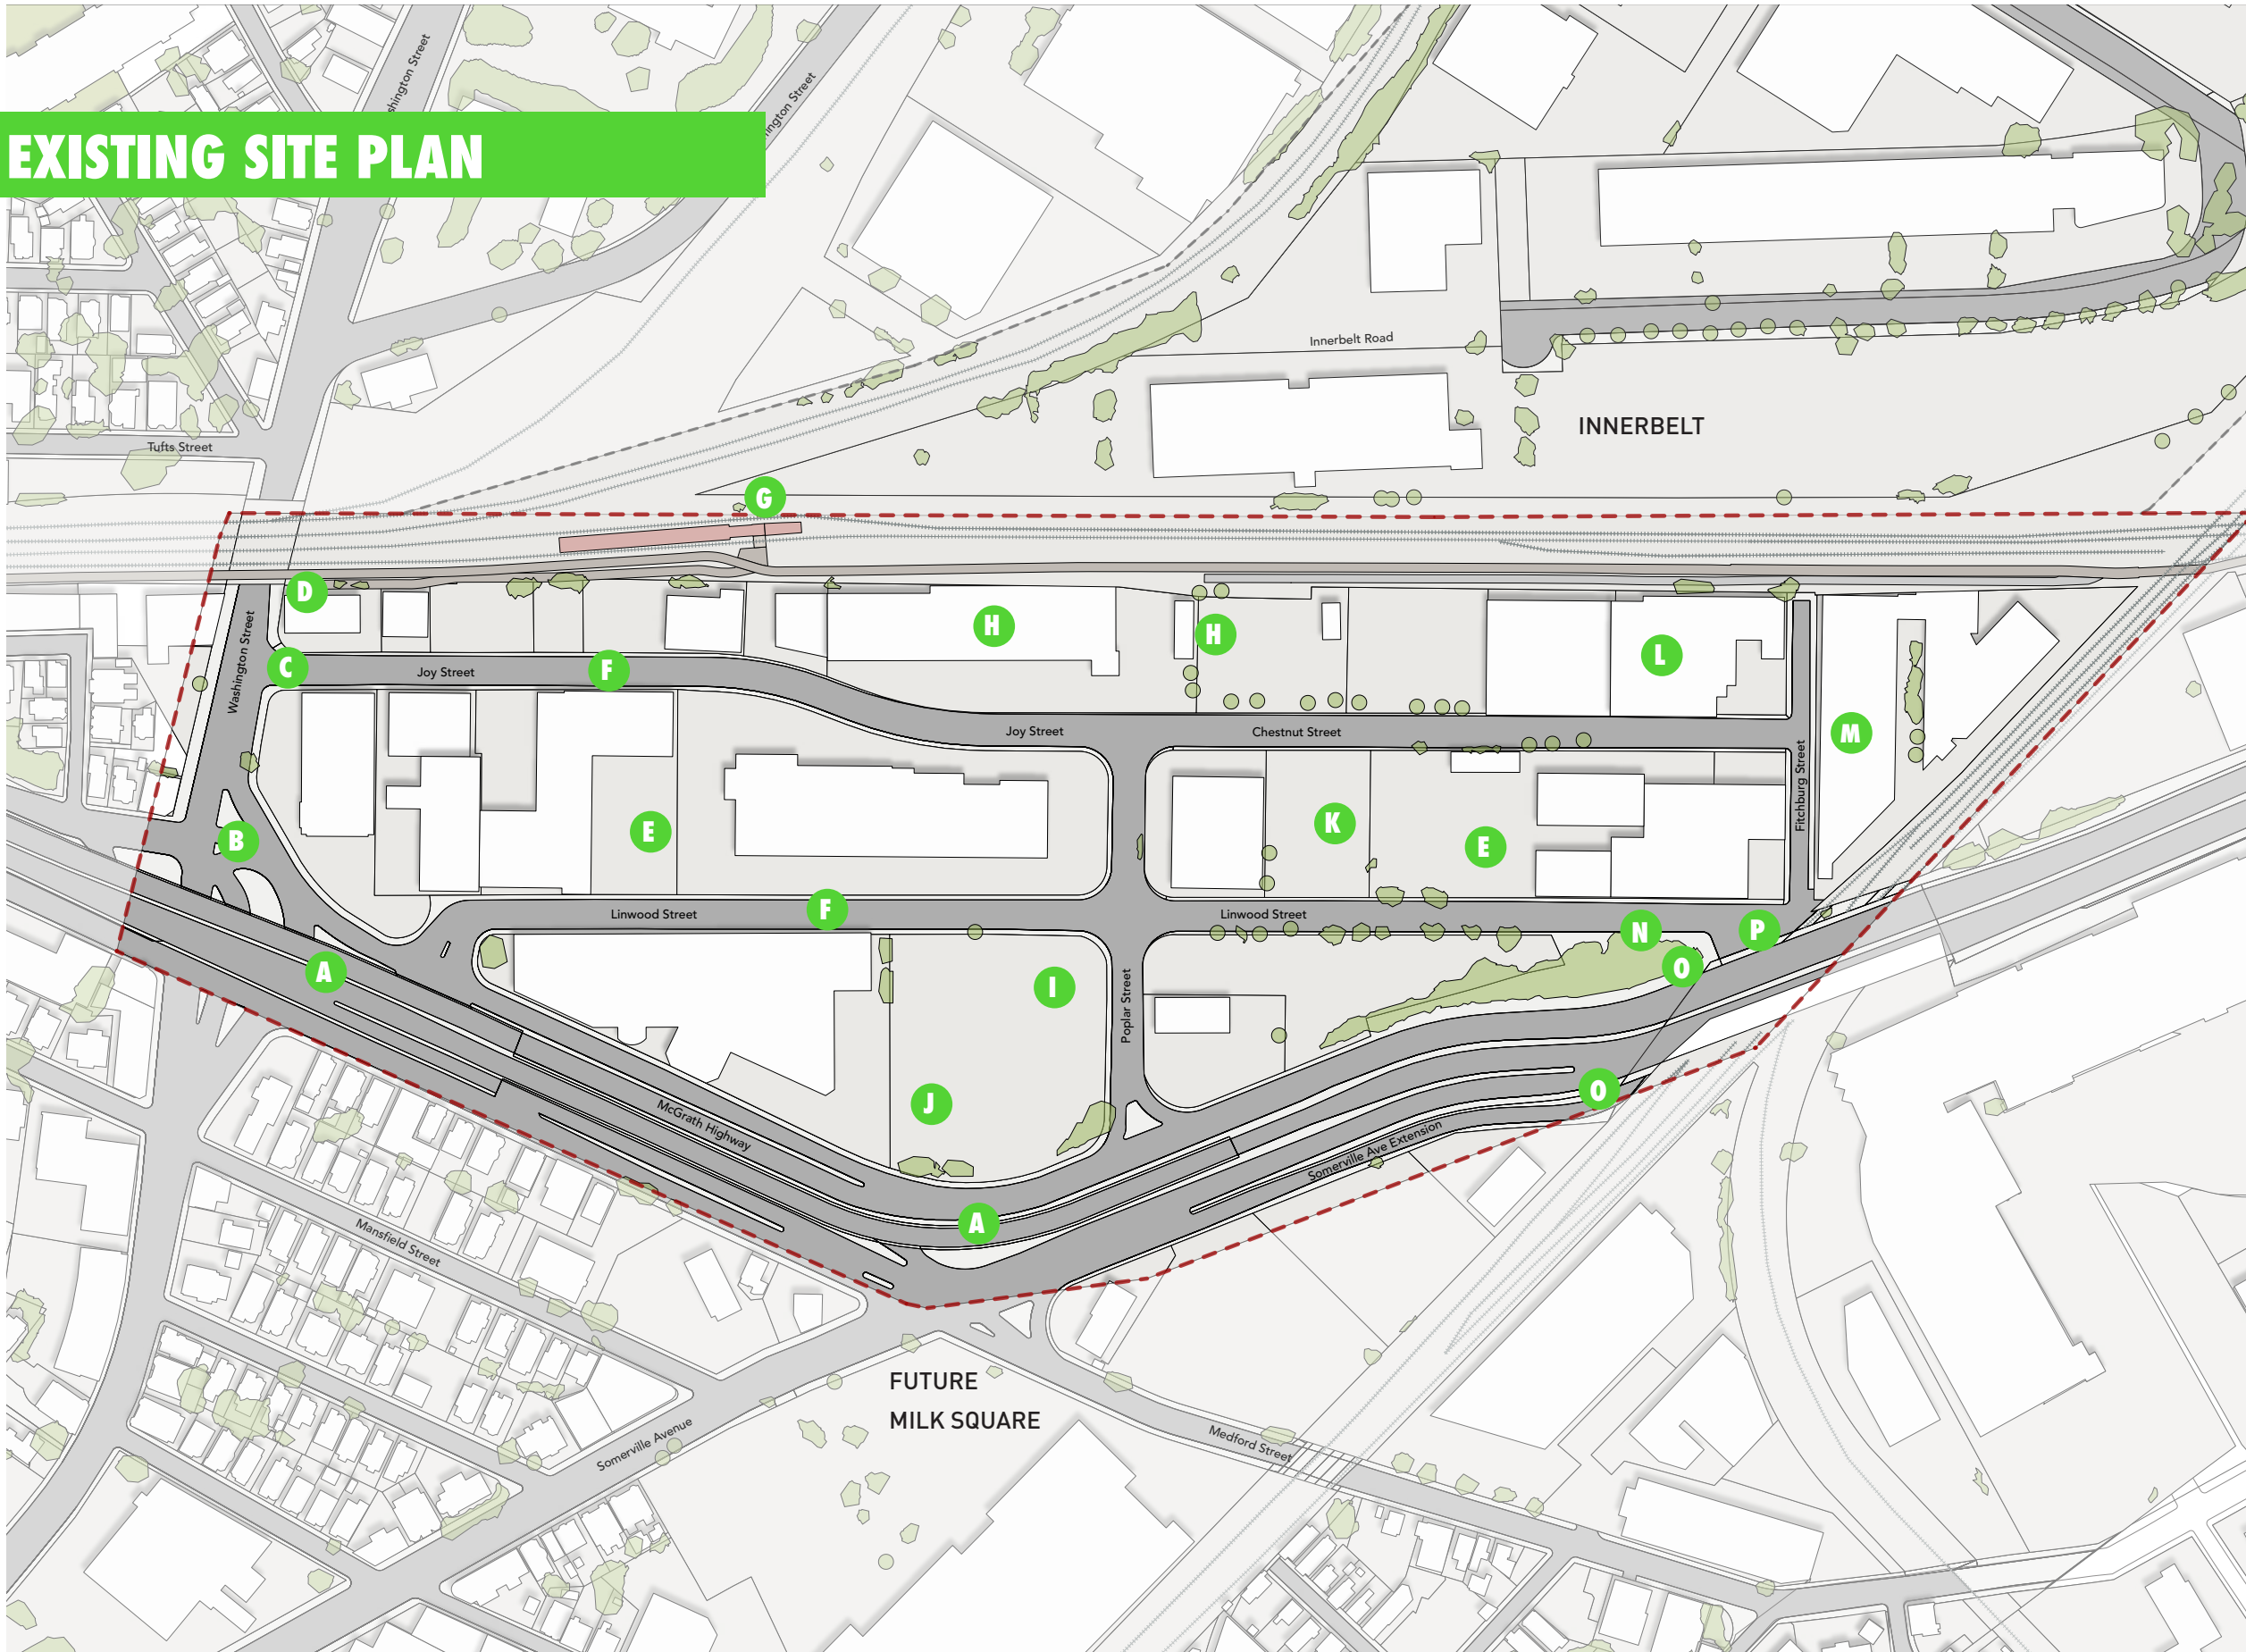 Washington Street
EXISTING SITE PLAN
Innerbelt Road
INNERBELT
Tufts Street
G
D
H
H
L
C
Joy Street
F
Washington Street
Joy Street
Chestnut Street
M
Fitchburg Street
B
E
K
E
Linwood Street
F
Linwood Street
N
P
A
I
O
Poplar Street
J
O
McGrath Highway
Somerville Ave Extension
A
Mansfield Street
FUTURE
MILK SQUARE
Somerville Avenue
Medford Street